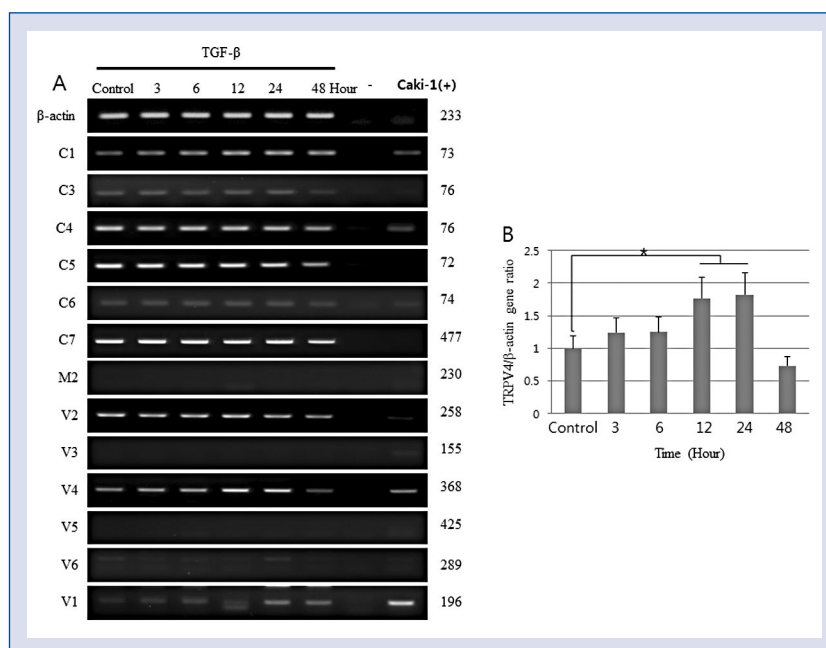 TGF-β
A
Control 3 6 12 24 48 Hour - Caki-1(+)
β-actin 233
C1 73
C3 76
C4 76
C5 72
C6 74
C7 477
M2 230
V2 258
V3 155
V4 368
V5 425
V6 289
V1 196
B
2.5
2
1.5
1
0.5
0
TRPV4/β-actin gene ratio
*
Control 3 6 12 24 48
Time (Hour)